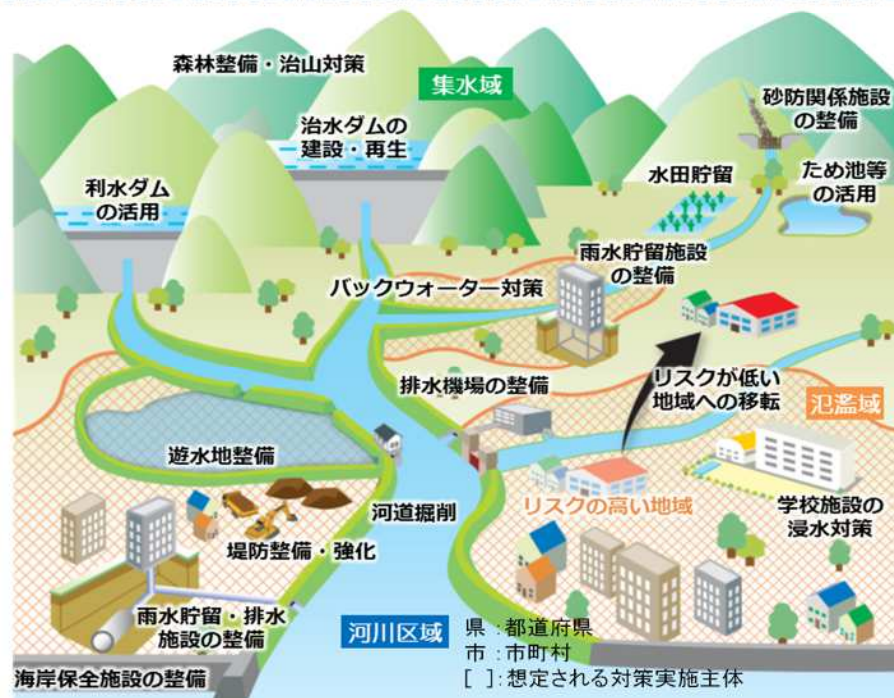 森林整備・治山対策
集水域
砂防関係施設
の整備
治水ダムの
建設・再生
利水ダム
の活用
水田貯留
ため池等
の活用
雨水貯留施設
の整備
バックウォーター対策
排水機場の整備
リスクが低い
地域への移転
氾濫域
遊水地整備
リスクの高い地域
学校施設の
浸水対策
河道掘削
堤防整備・強化
雨水貯留・排水
施設の整備
河川区域
県：都道府県
市：市町村
[ ]：想定される対策実施主体
海岸保全施設の整備